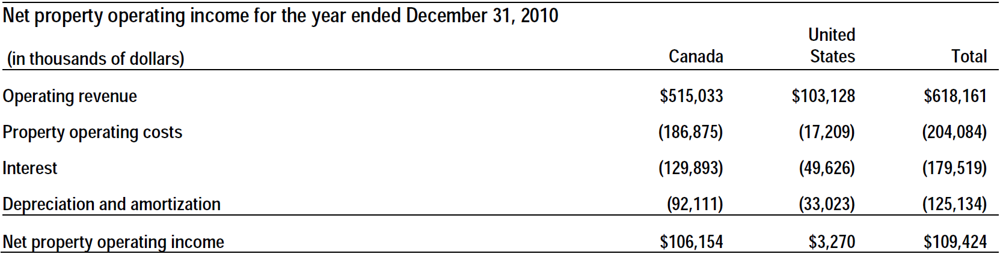 Net property operating income for the year ended December 31, 2010
United
(in thousands of dollars) Canada States Total
Operating revenue $515,033 $103,128 $618,161
Property operating costs (186,875) (17,209) (204,084)
Interest (129,893) (49,626) (179,519)
Depreciation and amortization (92,111) (33,023) (125,134)
Net property operating income $106,154 $3,270 $109,424